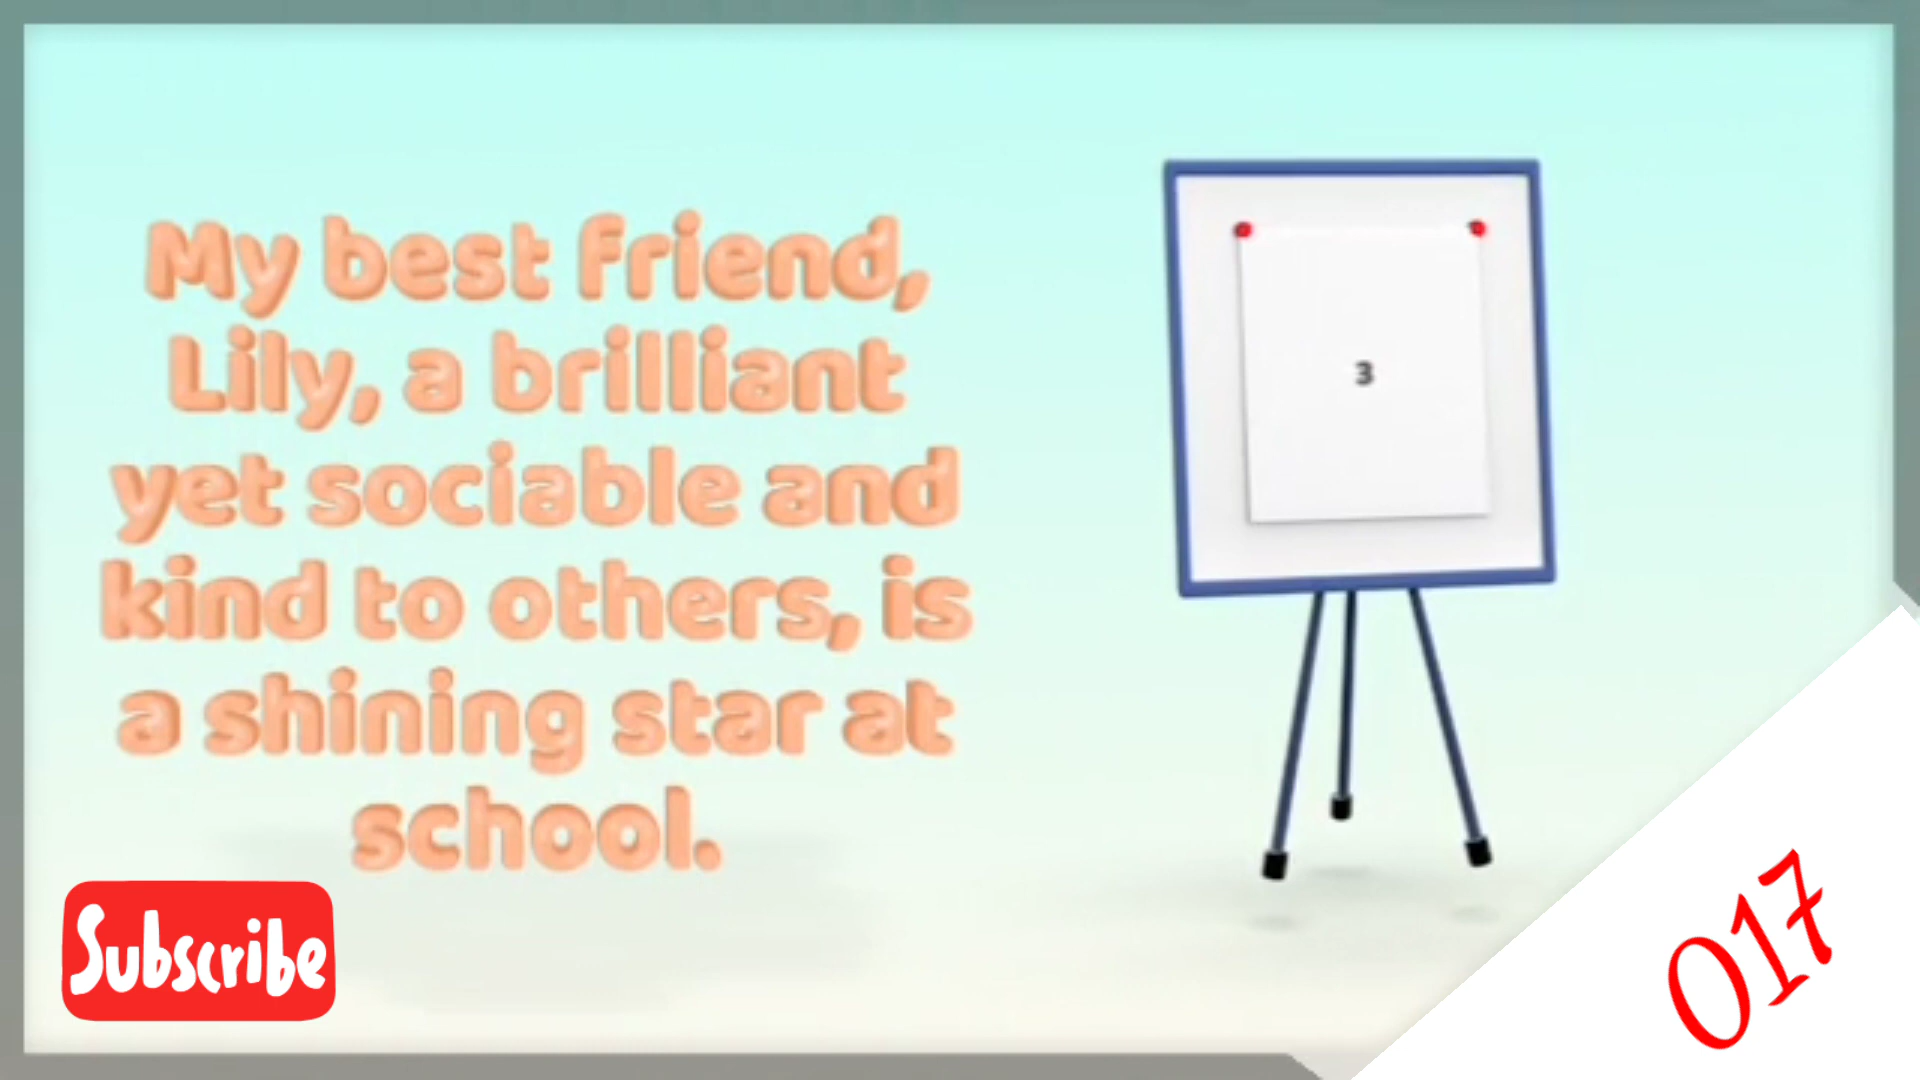 My best friend,
Lily, a brilliant
yet sociable and
kind to others, is
a shining star at
school.
3
Subscribe
017